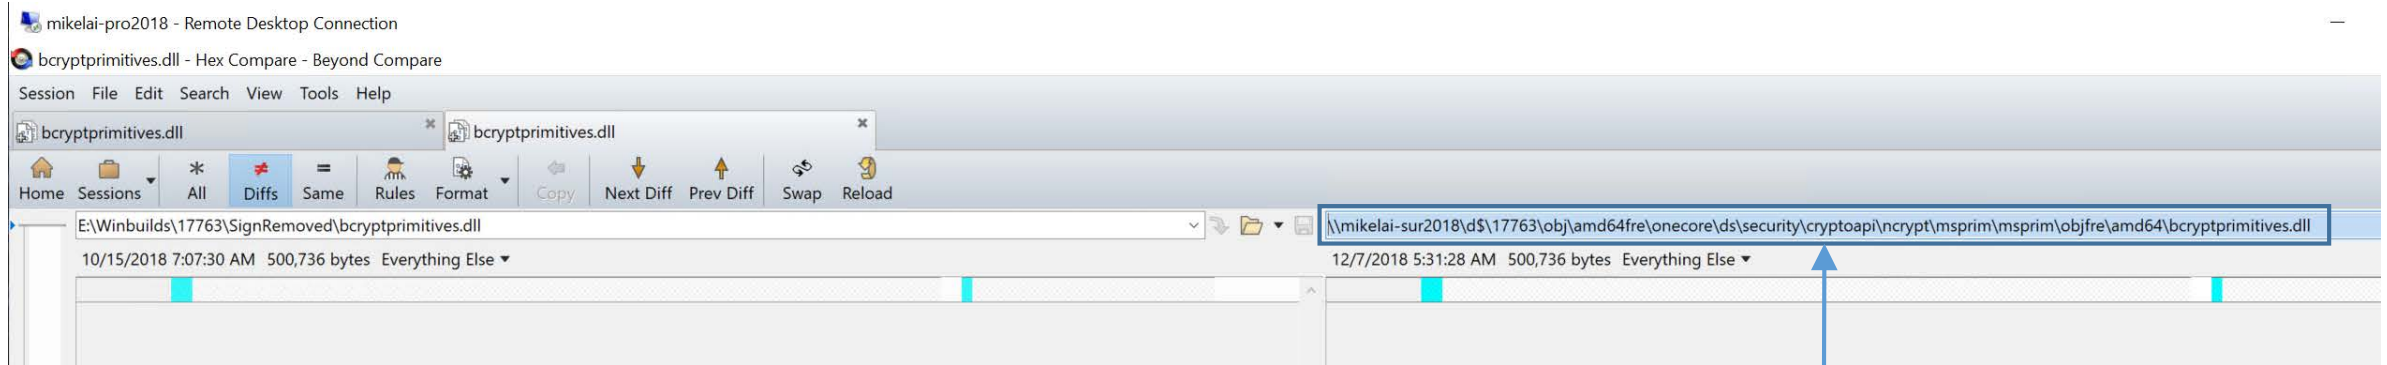 mikelai-pro2018 - Remote Desktop Connection
bcryptprimitives.dll - Hex Compare - Beyond Compare
Session File Edit Search View Tools Help
bcryptprimitives.dll bcryptprimitives.dll
Home Sessions All Diffs Same Rules Format Copy Next Diff Prev Diff Swap Reload
E:\Winbuilds\17763\SignRemoved\bcryptprimitives.dll \\mikelai-sur2018\d$\17763\obj\amd64fre\onecore\ds\security\cryptoapi\ncrypt\msprim\msprim\objfre\amd64\bcryptprimitives.dll
10/15/2018 7:07:30 AM 500,736 bytes Everything Else 12/7/2018 5:31:28 AM 500,736 bytes Everything Else